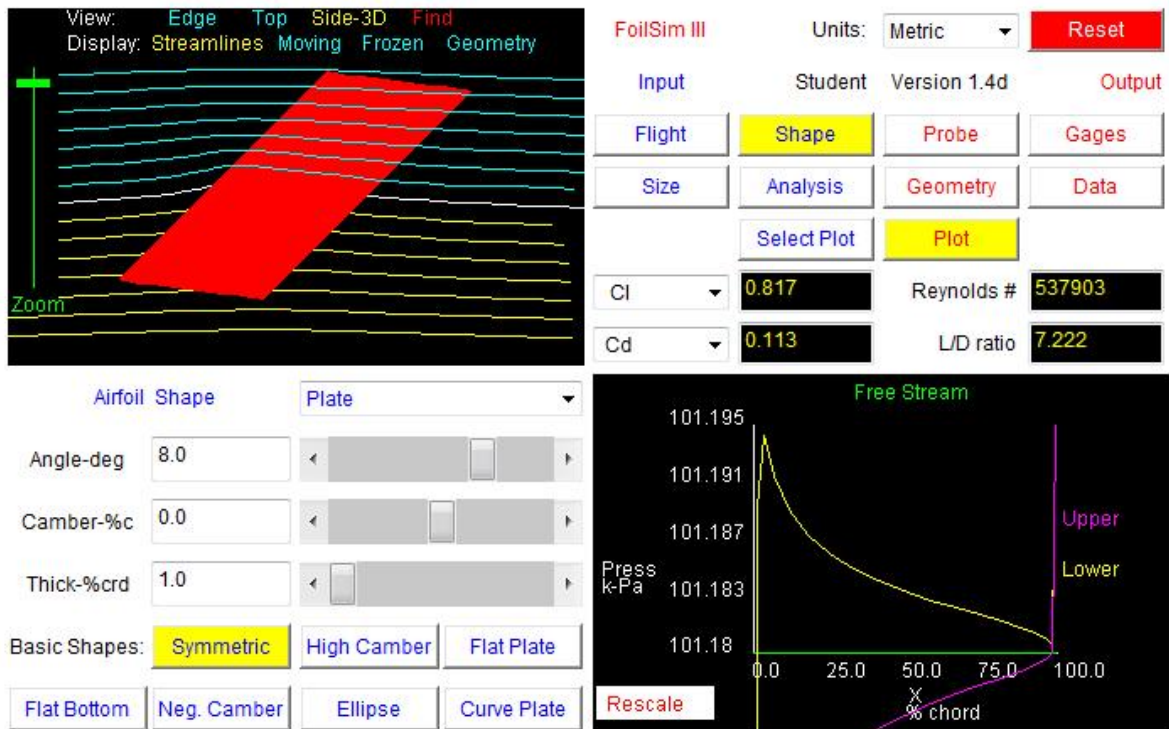 View: Edge Top Side-3D Find
Display: Streamlines Moving Frozen Geometry
Zoom
FoilSim III Units: Metric Reset
Input Student Version 1.4d Output
Flight Shape Probe Gages
Size Analysis Geometry Data
Select Plot Plot
Cl 0.817 Reynolds # 537903
Cd 0.113 L/D ratio 7.222
Airfoil Shape Plate
Angle-deg 8.0
Camber-%c 0.0
Thick-%crd 1.0
Basic Shapes: Symmetric High Camber Flat Plate
Flat Bottom Neg. Camber Ellipse Curve Plate
Free Stream
101.195
101.191
101.187
101.183
101.18
Press
k-Pa
Upper
Lower
0.0 25.0 50.0 75.0 100.0
X
% chord
Rescale